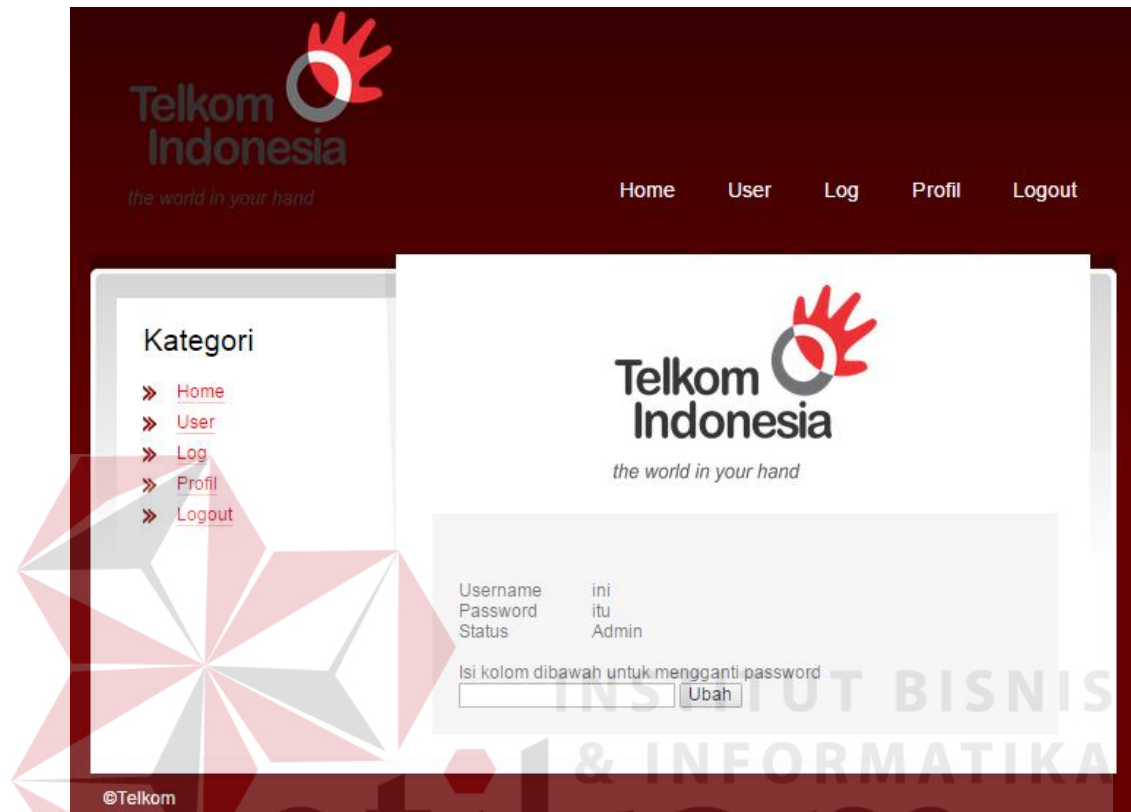 Telkom
Indonesia
the world in your hand
Home User Log Profil Logout
Kategori
Home
User
Log
Profil
Logout
Telkom
Indonesia
the world in your hand
Username ini
Password itu
Status Admin
Isi kolom dibawah untuk mengganti password
Ubah
INSTITUT BISNIS
& INFORMATIKA
©Telkom